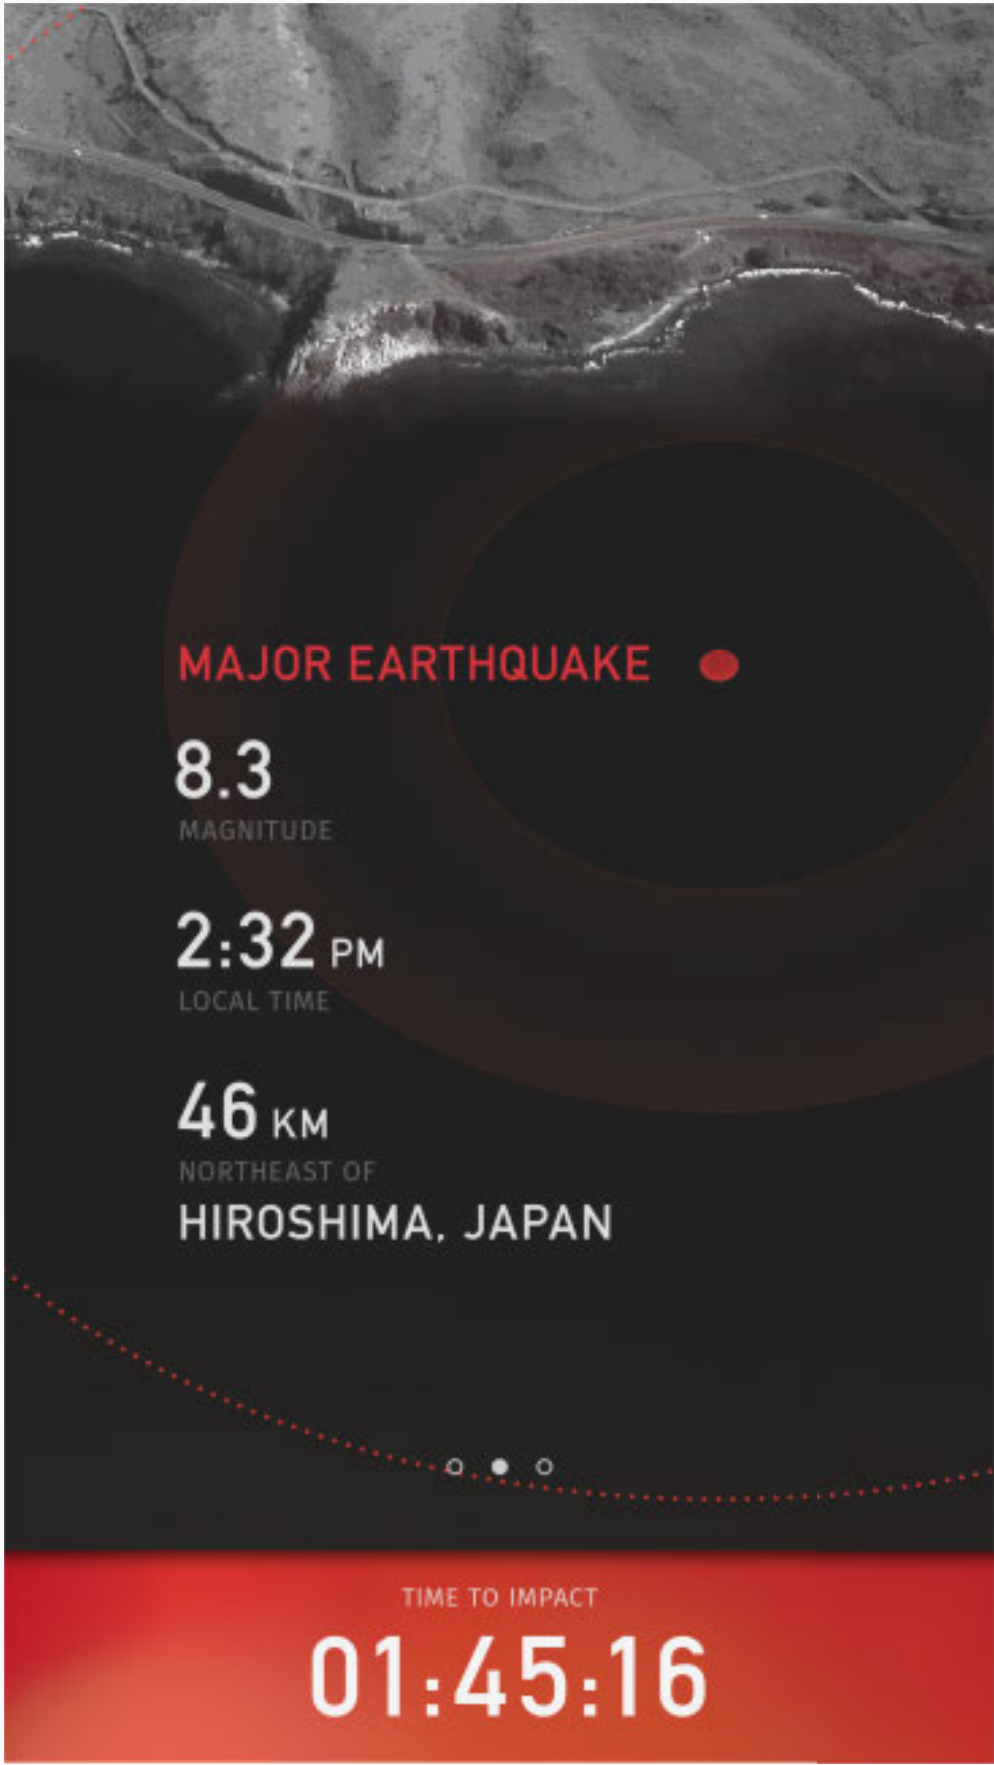 MAJOR EARTHQUAKE
8.3
MAGNITUDE
2:32 PM
LOCAL TIME
46 KM
NORTHEAST OF
HIROSHIMA, JAPAN
TIME TO IMPACT
01:45:16